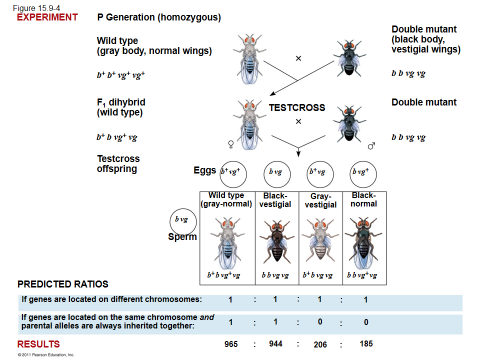 Figure 15.9-4
EXPERIMENT
P Generation (homozygous)
Wild type
(gray body, normal wings)
b+ b+ vg+ vg+
×
Double mutant
(black body,
vestigial wings)
b b vg vg
F1 dihybrid
(wild type)
b+ b vg+ vg
♀
TESTCROSS
×
♂
Double mutant
b b vg vg
Testcross
offspring
Eggs
b+ vg+
b vg
b+ vg
b vg+
b vg
Sperm
Wild type
(gray-normal)
Black-
vestigial
Gray-
vestigial
Black-
normal
b+ b vg+ vg
b b vg vg
b+ b vg vg
b b vg+ vg
PREDICTED RATIOS
If genes are located on different chromosomes: 1 : 1 : 1 : 1
If genes are located on the same chromosome and
parental alleles are always inherited together: 1 : 1 : 0 : 0
RESULTS 965 : 944 : 206 : 185
© 2011 Pearson Education, Inc.